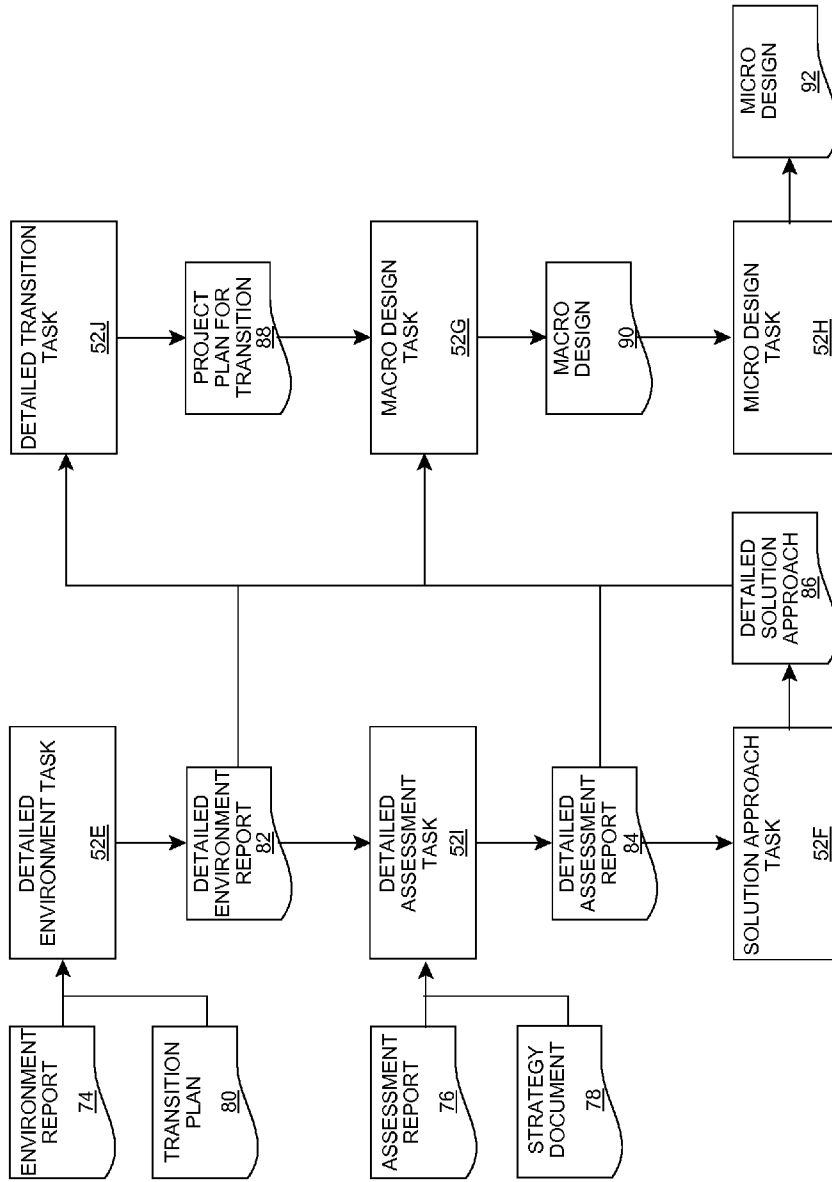 ENVIRONMENT
REPORT
74
TRANSITION
PLAN
80
ASSESSMENT
REPORT
76
STRATEGY
DOCUMENT
78
DETAILED
ENVIRONMENT TASK
52E
DETAILED
ENVIRONMENT
REPORT
82
DETAILED
ASSESSMENT
TASK
52I
DETAILED
ASSESSMENT
REPORT
84
SOLUTION APPROACH
TASK
52F
DETAILED
SOLUTION
APPROACH
86
DETAILED TRANSITION
TASK
52J
PROJECT
PLAN FOR
TRANSITION
88
MACRO DESIGN
TASK
52G
MACRO
DESIGN
90
MICRO DESIGN
TASK
52H
MICRO
DESIGN
92